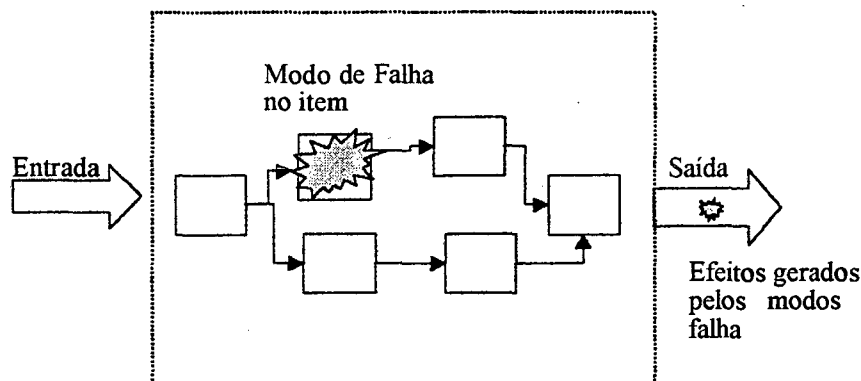 Modo de Falha
no item
Entrada
Saída
Efeitos gerados
pelos modos
falha